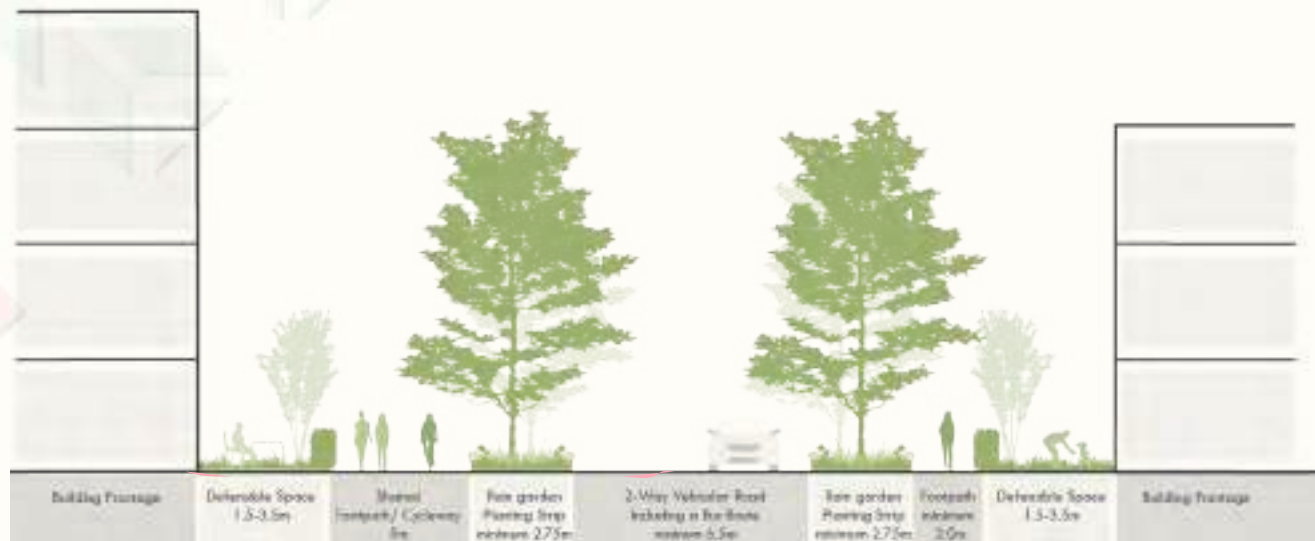 Building Frontage
Defensible Space
1.5-3.5m
Shared
Footpath/ Cycleway
Rain garden
Planting Strip
minimum 2.75m
2-Way Vehicular Road
Including a Bus Route
minimum 6.5m
Rain garden
Planting Strip
minimum 2.75m
Footpath
minimum
2.0m
Defensible Space
1.5-3.5m
Building Frontage